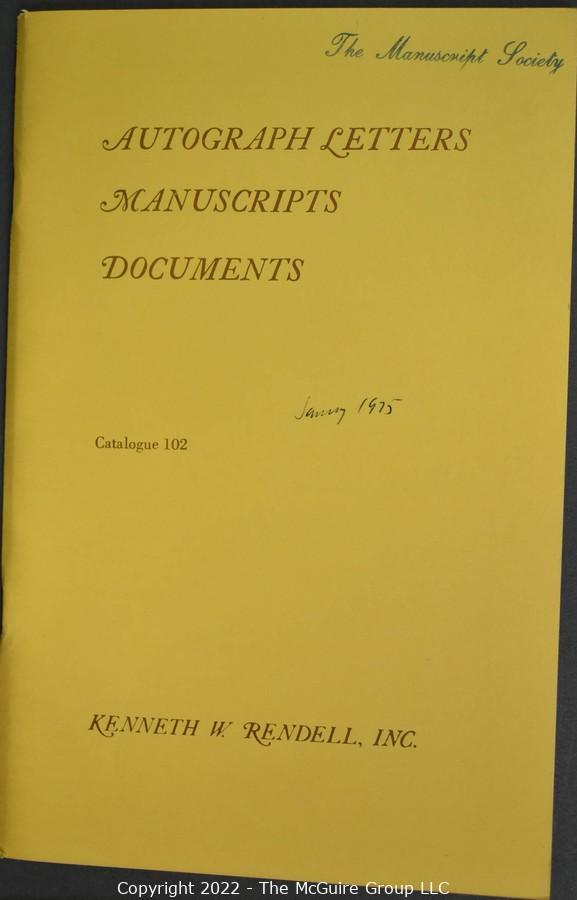 The Manuscript Society
AUTOGRAPH LETTERS
MANUSCRIPTS
DOCUMENTS
1975
Catalogue 102
KENNETH W. RENDELL, INC.
Copyright 2022 - The McGuire Group LLC